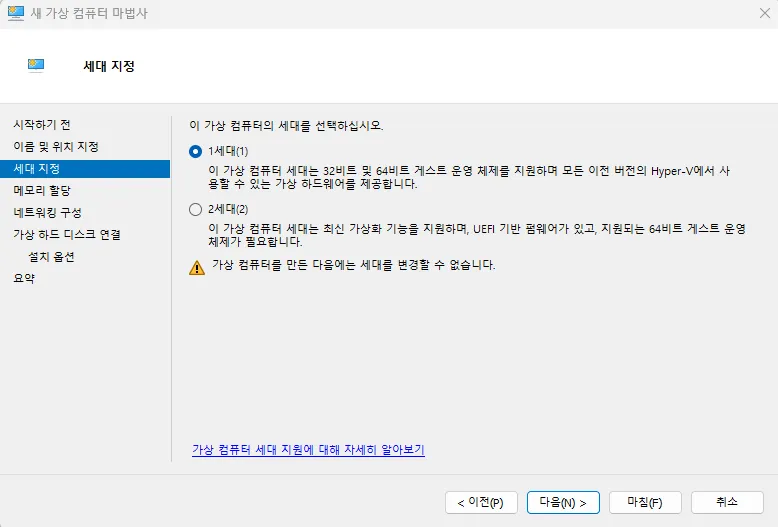 새 가상 컴퓨터 마법사
세대 지정
시작하기 전
이름 및 위치 지정
세대 지정
메모리 할당
네트워킹 구성
가상 하드 디스크 연결
설치 옵션
요약
이 가상 컴퓨터의 세대를 선택하십시오.
1세대(1)
이 가상 컴퓨터 세대는 32비트 및 64비트 게스트 운영 체제를 지원하며 모든 이전 버전의 Hyper-V에서 사
용할 수 있는 가상 하드웨어를 제공합니다.
2세대(2)
이 가상 컴퓨터 세대는 최신 가상화 기능을 지원하며, UEFI 기반 펌웨어가 있고, 지원되는 64비트 게스트 운영
체제가 필요합니다.
가상 컴퓨터를 만든 다음에는 세대를 변경할 수 없습니다.
가상 컴퓨터 세대 지원에 대해 자세히 알아보기
< 이전(P)
다음(N) >
마침(F)
취소